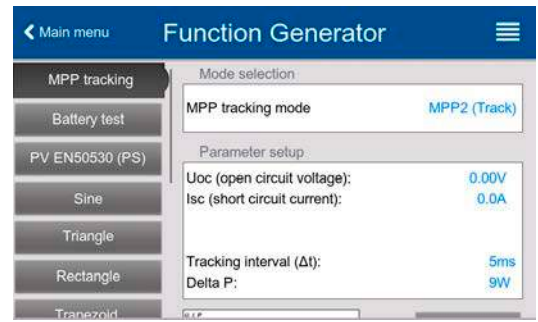 Main menu
Function Generator
MPP tracking
Battery test
PV EN50530 (PS)
Sine
Triangle
Rectangle
Trapezoid
Mode selection
MPP tracking mode MPP2 (Track)
Parameter setup
Uoc (open circuit voltage): 0.00V
Isc (short circuit current): 0.0A
Tracking interval (Δt): 5ms
Delta P: 9W